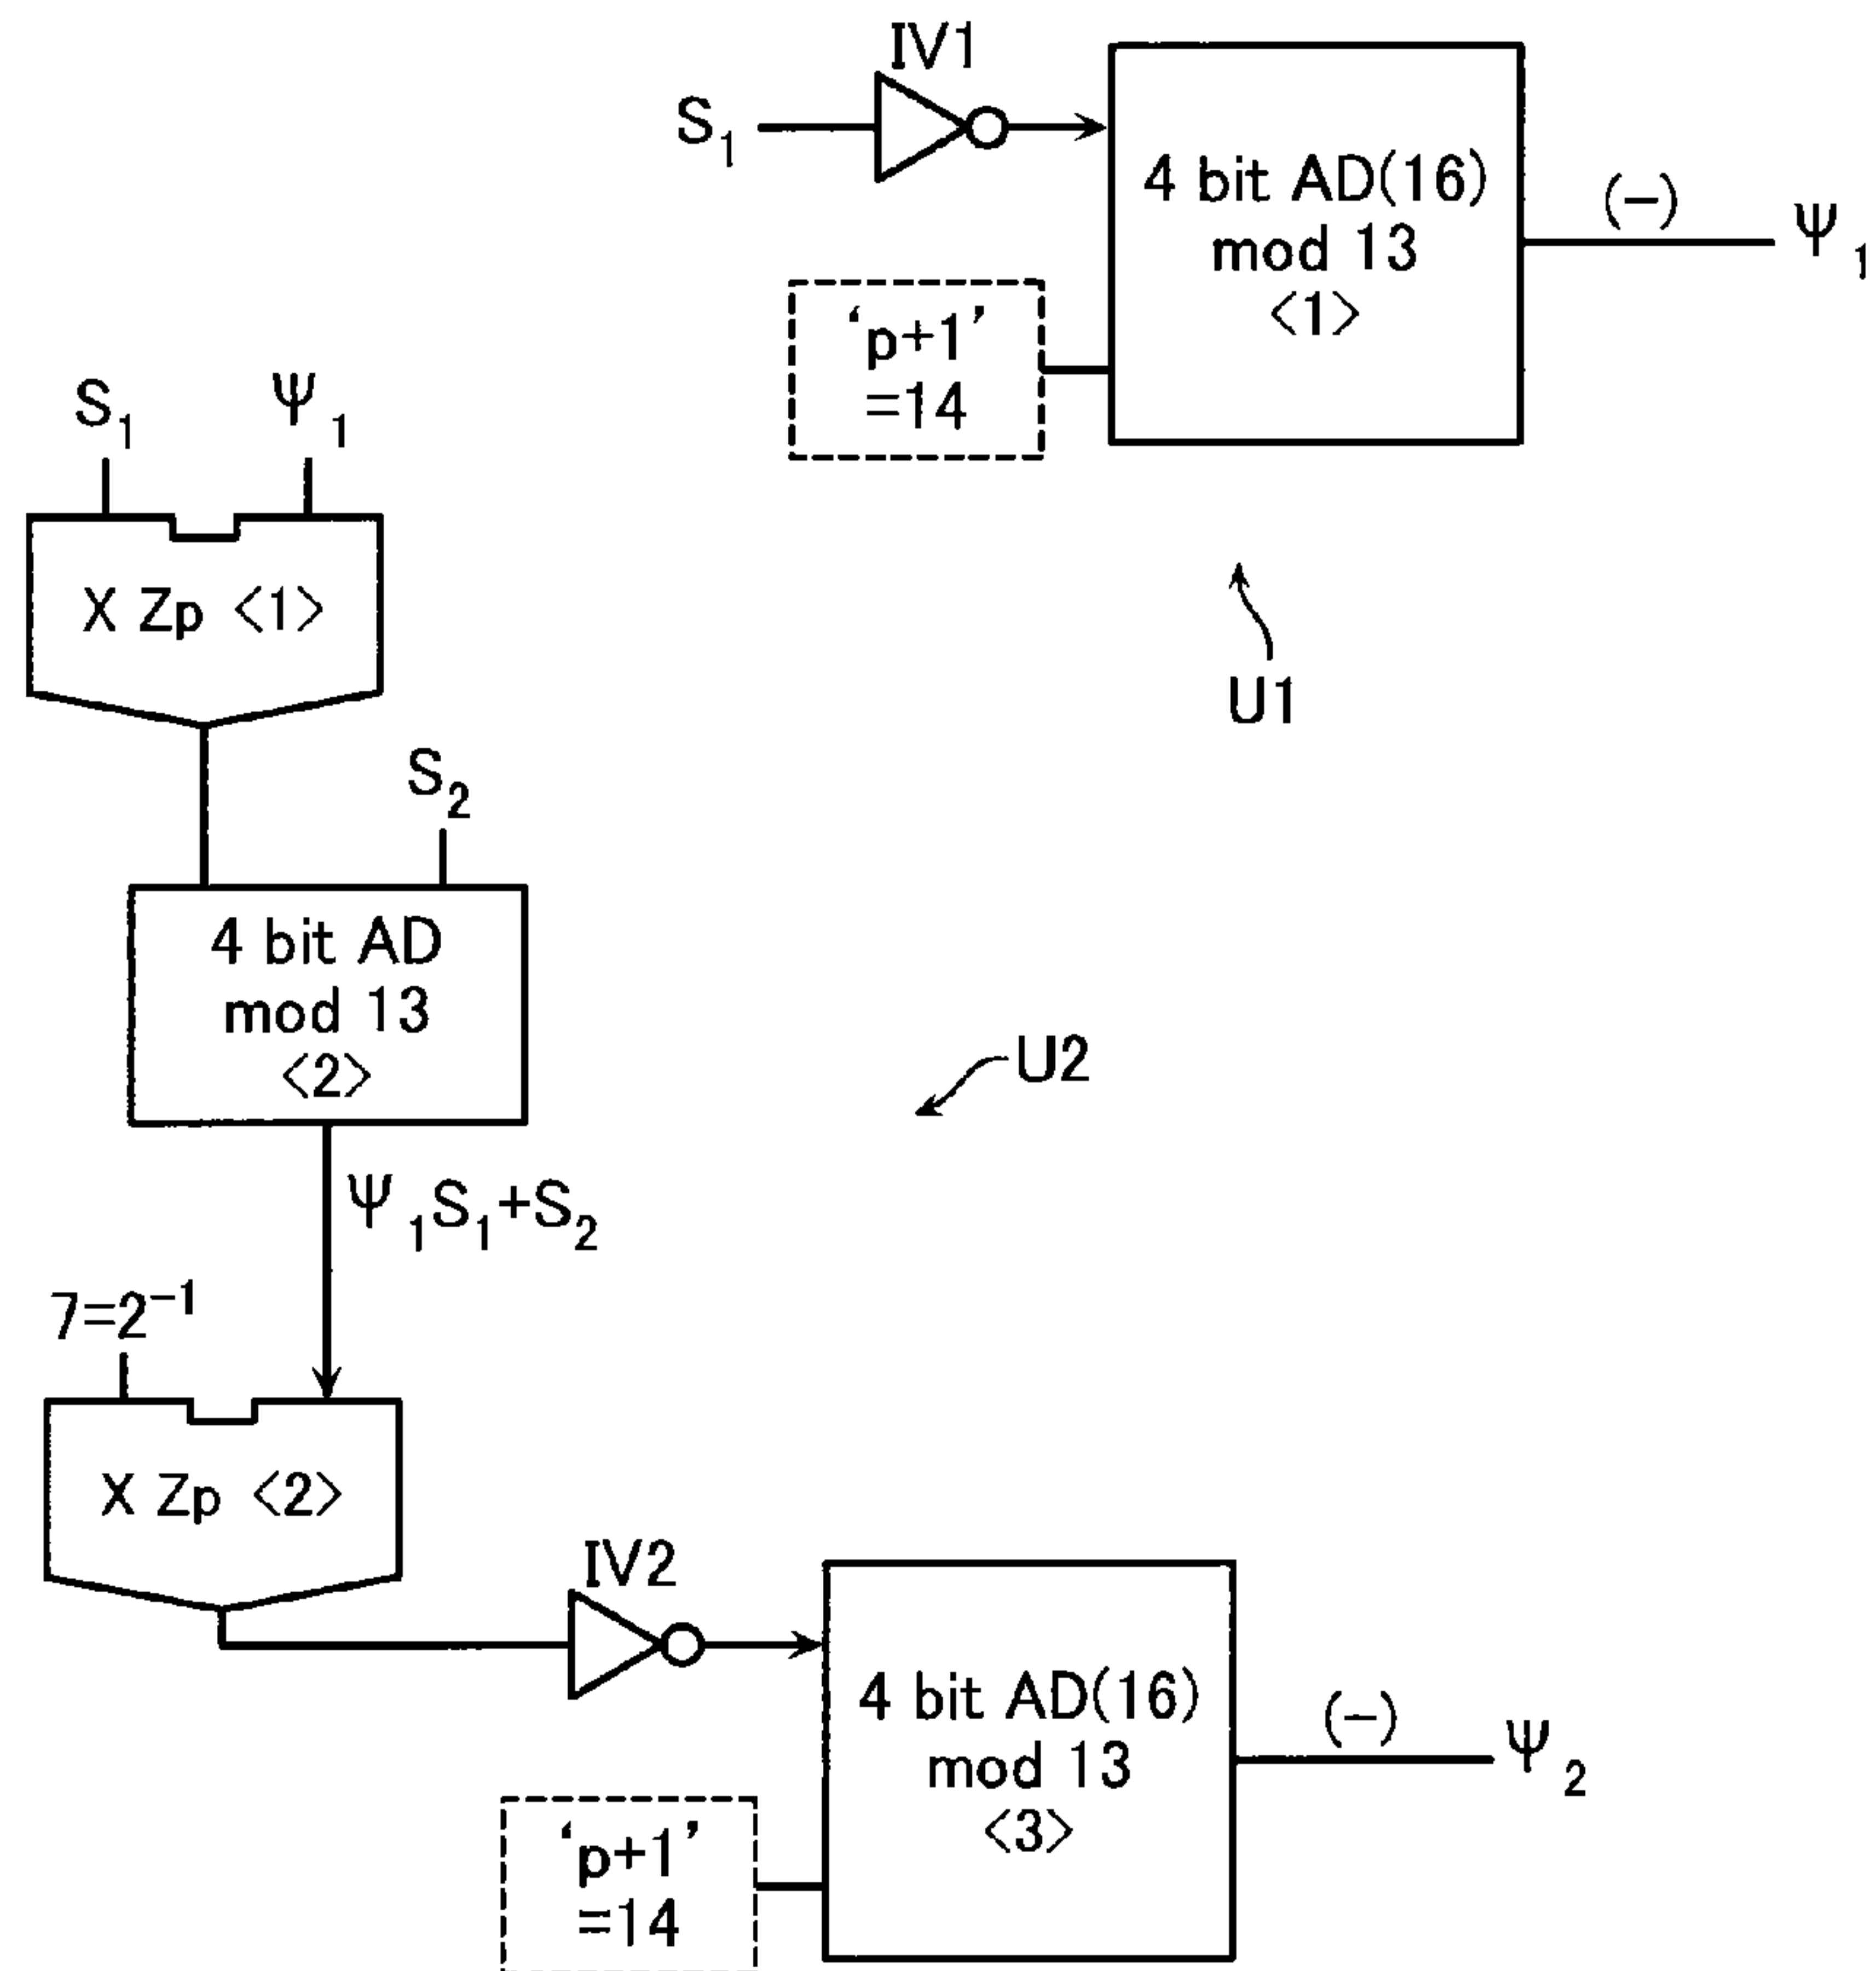 IV1
S₁
4 bit AD(16)
mod 13
<1>
(−)
ψ₁
‘p+1’
=14
U1
S₁
ψ₁
X Zp <1>
S₂
4 bit AD
mod 13
<2>
U2
ψ₁S₁+S₂
7=2⁻¹
X Zp <2>
IV2
4 bit AD(16)
mod 13
<3>
(−)
ψ₂
‘p+1’
=14